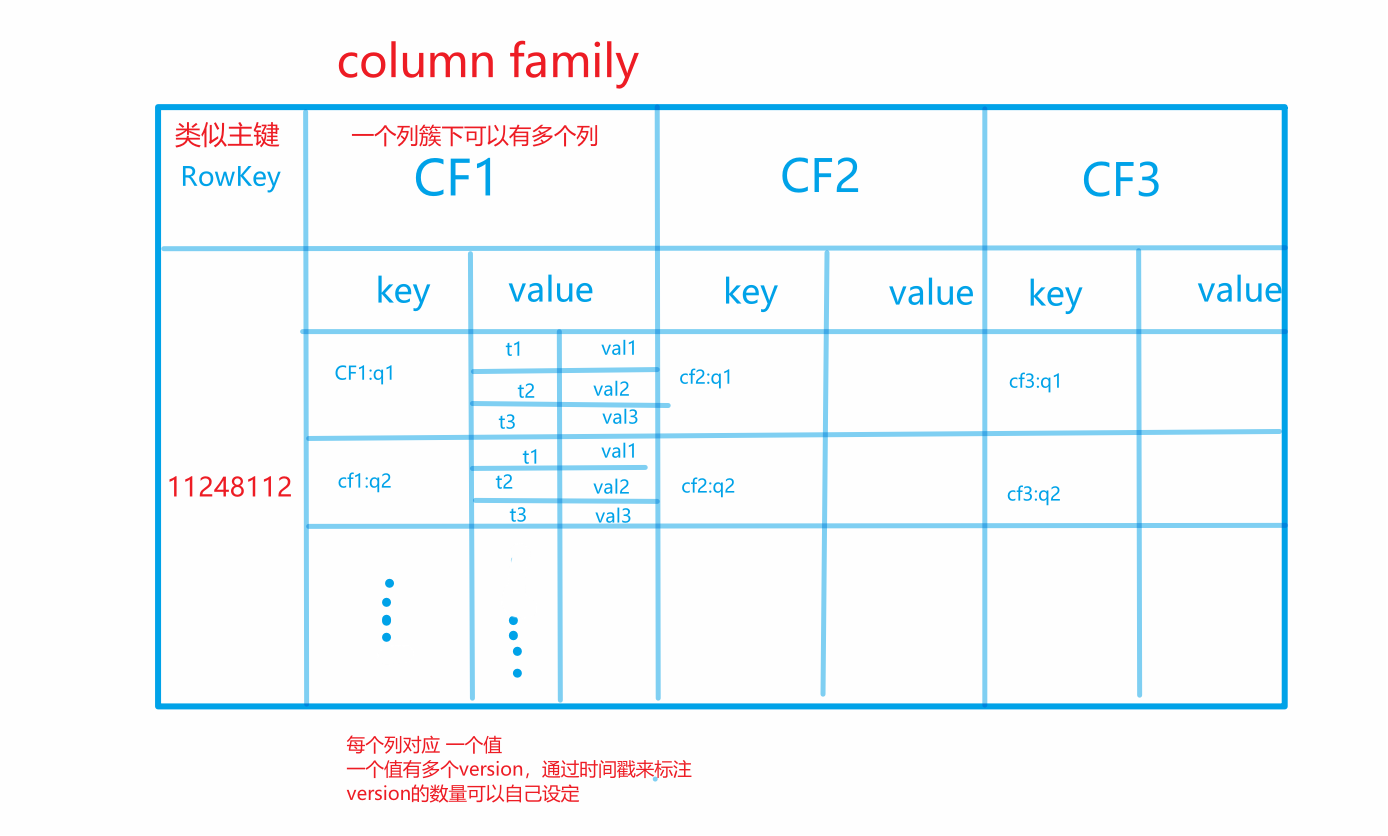 column family
类似主键
一个列簇下可以有多个列
RowKey
CF1
CF2
CF3
key
value
key
value
key
value
CF1:q1
t1
val1
cf2:q1
cf3:q1
t2
val2
t3
val3
11248112
cf1:q2
t1
val1
cf2:q2
cf3:q2
t2
val2
t3
val3
每个列对应 一个值
一个值有多个version，通过时间戳来标注
version的数量可以自己设定